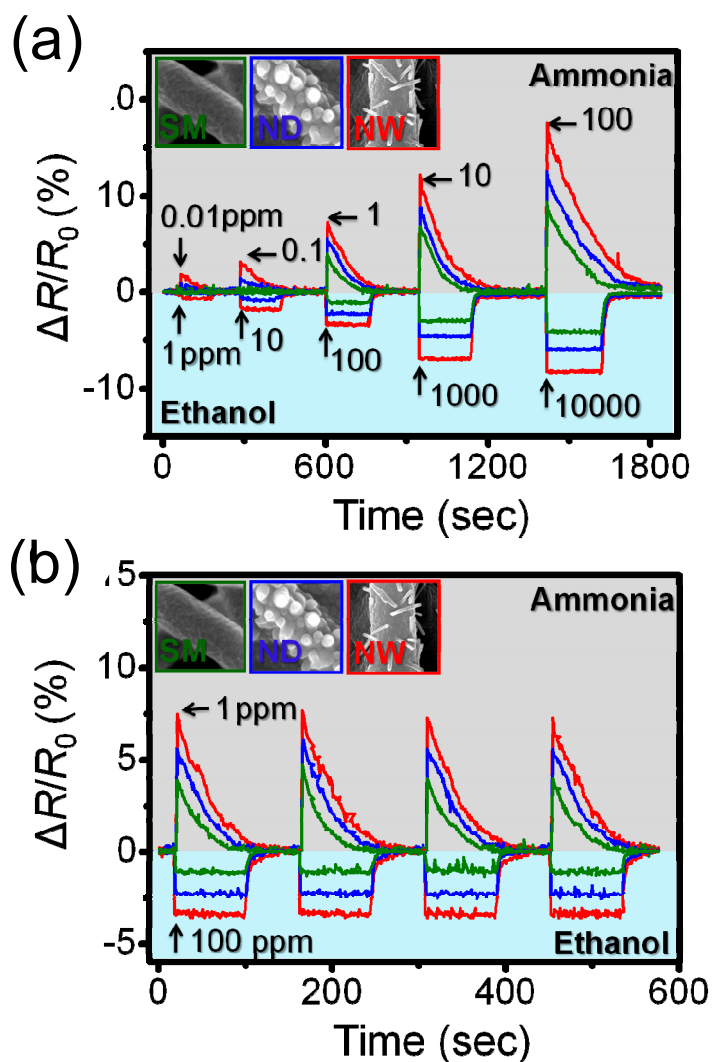 (a)
Ammonia
SM ND NW
0.01ppm
0.1
1
10
100
1ppm
10
100
1000
10000
Ethanol
.0
10
0
-10
ΔR/R0 (%)
0 600 1200 1800
Time (sec)
(b)
Ammonia
SM ND NW
1ppm
100 ppm
Ethanol
.5
10
5
0
-5
ΔR/R0 (%)
0 200 400 600
Time (sec)